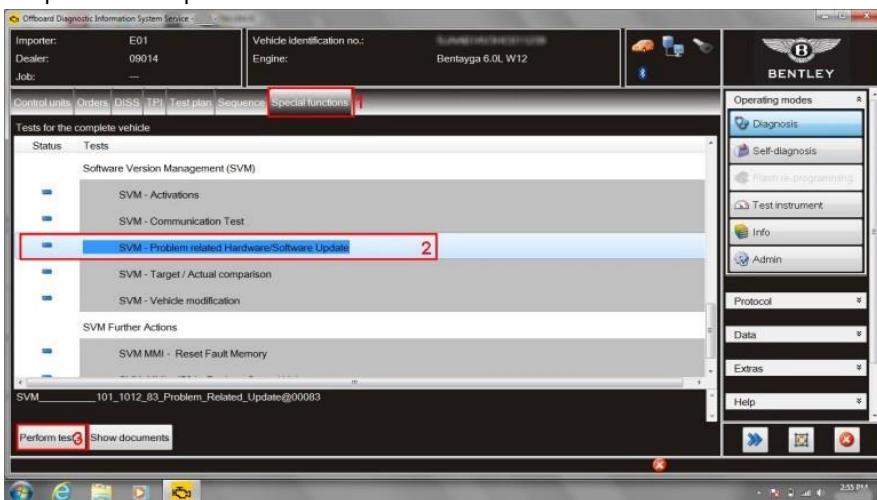 Offboard Diagnostic Information System Service -
Importer: E01
Dealer: 09014
Job: ---
Vehicle identification no.:
Engine: Bentayga 6.0L W12
B
BENTLEY
Control units Orders DISS TPI Test plan Sequence Special functions 1
Tests for the complete vehicle
Status Tests
Software Version Management (SVM)
SVM - Activations
SVM - Communication Test
SVM - Problem related Hardware/Software Update 2
SVM - Target / Actual comparison
SVM - Vehicle modification
SVM Further Actions
SVM MMI - Reset Fault Memory
SVM_______101_1012_83_Problem_Related_Update@00083
Perform test 3 Show documents
Operating modes
Diagnosis
Self-diagnosis
Flash re-programming
Test instrument
Info
Admin
Protocol
Data
Extras
Help
2:55 PM